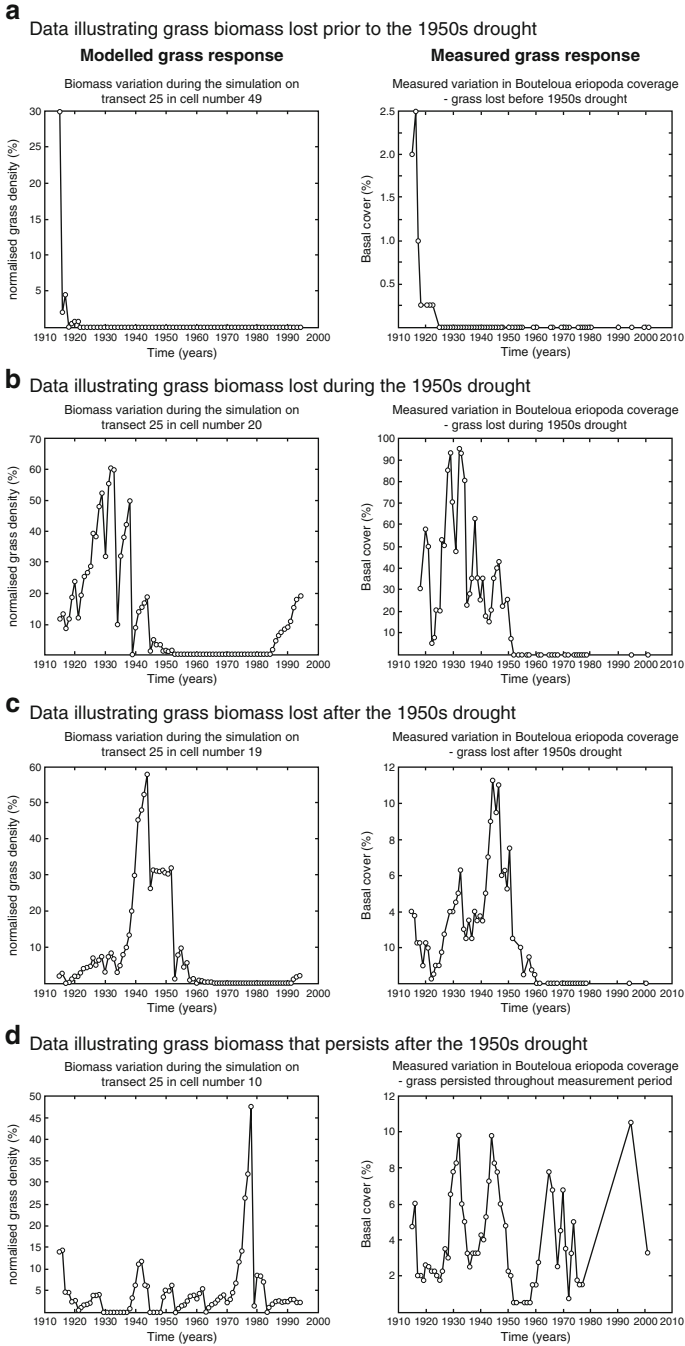 a Data illustrating grass biomass lost prior to the 1950s drought
Modelled grass response
Measured grass response
Biomass variation during the simulation on
transect 25 in cell number 49
Measured variation in Bouteloua eriopoda coverage
- grass lost before 1950s drought
normalised grass density (%)
30
25
20
15
10
5
1910 1920 1930 1940 1950 1960 1970 1980 1990 2000
Time (years)
Basal cover (%)
2.5
2.0
1.0
1.0
0.5
1910 1920 1930 1940 1950 1960 1970 1980 1990 2000 2010
Time (years)
b Data illustrating grass biomass lost during the 1950s drought
Biomass variation during the simulation on
transect 25 in cell number 20
Measured variation in Bouteloua eriopoda coverage
- grass lost during 1950s drought
normalised grass density (%)
70
60
50
40
30
20
10
1910 1920 1930 1940 1950 1960 1970 1980 1990 2000
Time (years)
Basal cover (%)
100
90
80
70
60
50
40
30
20
10
1910 1920 1930 1940 1950 1960 1970 1980 1990 2000 2010
Time (years)
c Data illustrating grass biomass lost after the 1950s drought
Biomass variation during the simulation on
transect 25 in cell number 19
Measured variation in Bouteloua eriopoda coverage
- grass lost after 1950s drought
normalised grass density (%)
60
50
40
30
20
10
1910 1920 1930 1940 1950 1960 1970 1980 1990 2000
Time (years)
Basal cover (%)
12
10
8
6
4
10
1910 1920 1930 1940 1950 1960 1970 1980 1990 2000 2010
Time (years)
d Data illustrating grass biomass that persists after the 1950s drought
Biomass variation during the simulation on
transect 25 in cell number 10
Measured variation in Bouteloua eriopoda coverage
- grass persisted throughout measurement period
normalised grass density (%)
50
45
40
35
30
25
20
15
10
5
1910 1920 1930 1940 1950 1960 1970 1980 1990 2000
Time (years)
Basal cover (%)
12
10
8
6
4
2
1910 1920 1930 1940 1950 1960 1970 1980 1990 2000 2010
Time (years)